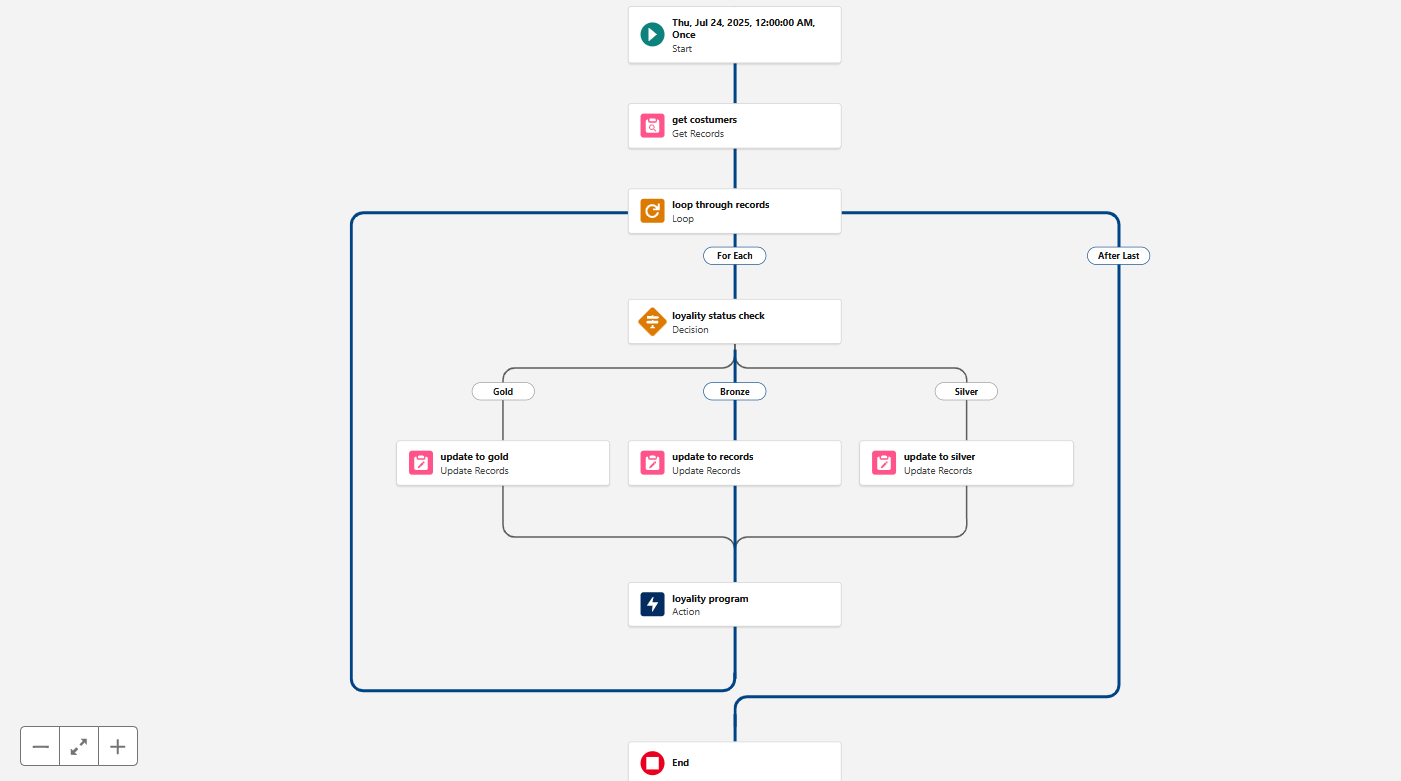 Thu, Jul 24, 2025, 12:00:00 AM,
Once
Start
get costumers
Get Records
loop through records
Loop
For Each
After Last
loyality status check
Decision
Gold
Bronze
Silver
update to gold
Update Records
update to records
Update Records
update to silver
Update Records
loyality program
Action
End